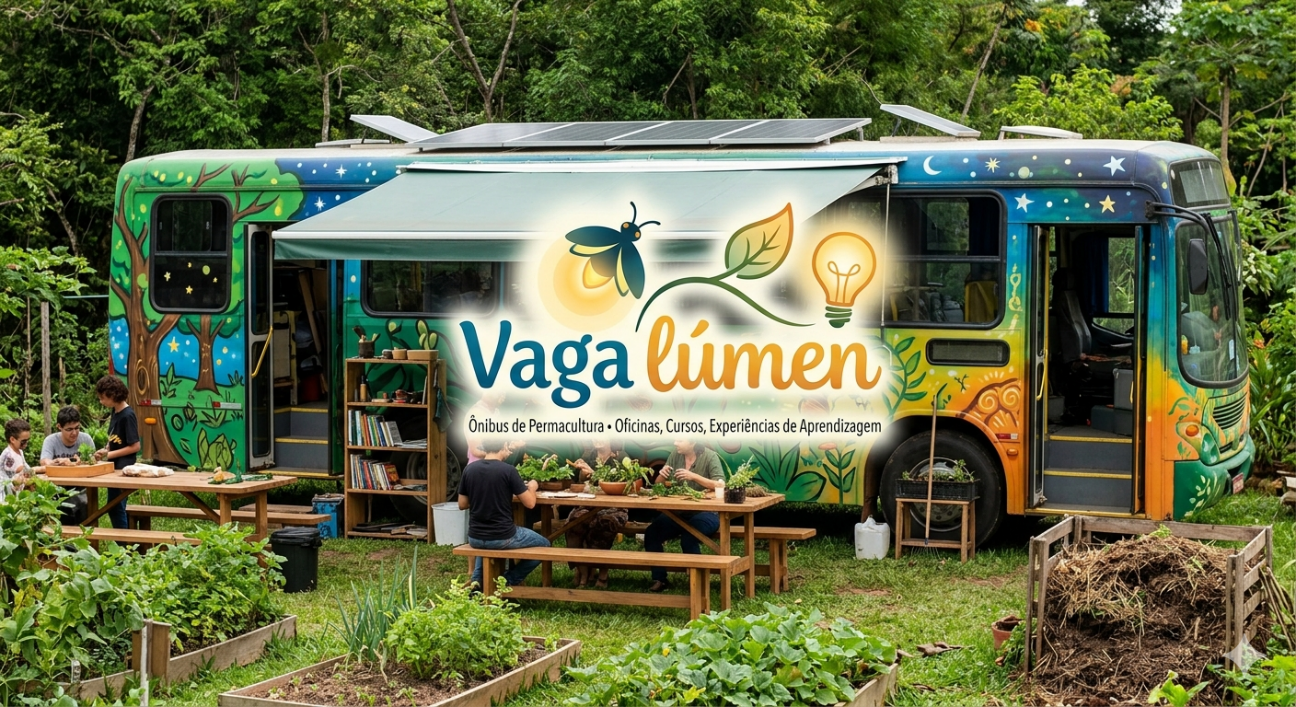 Vaga lúmen
Ônibus de Permacultura • Oficinas, Cursos, Experiências de Aprendizagem